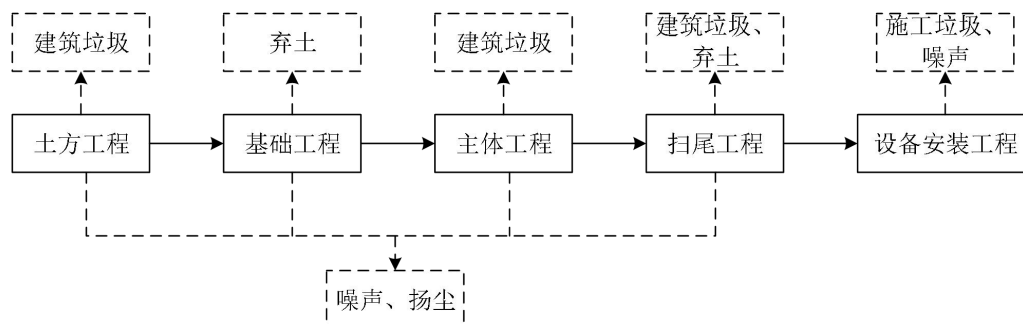 建筑垃圾
弃土
建筑垃圾
建筑垃圾、
弃土
施工垃圾、
噪声
土方工程
基础工程
主体工程
扫尾工程
设备安装工程
噪声、扬尘